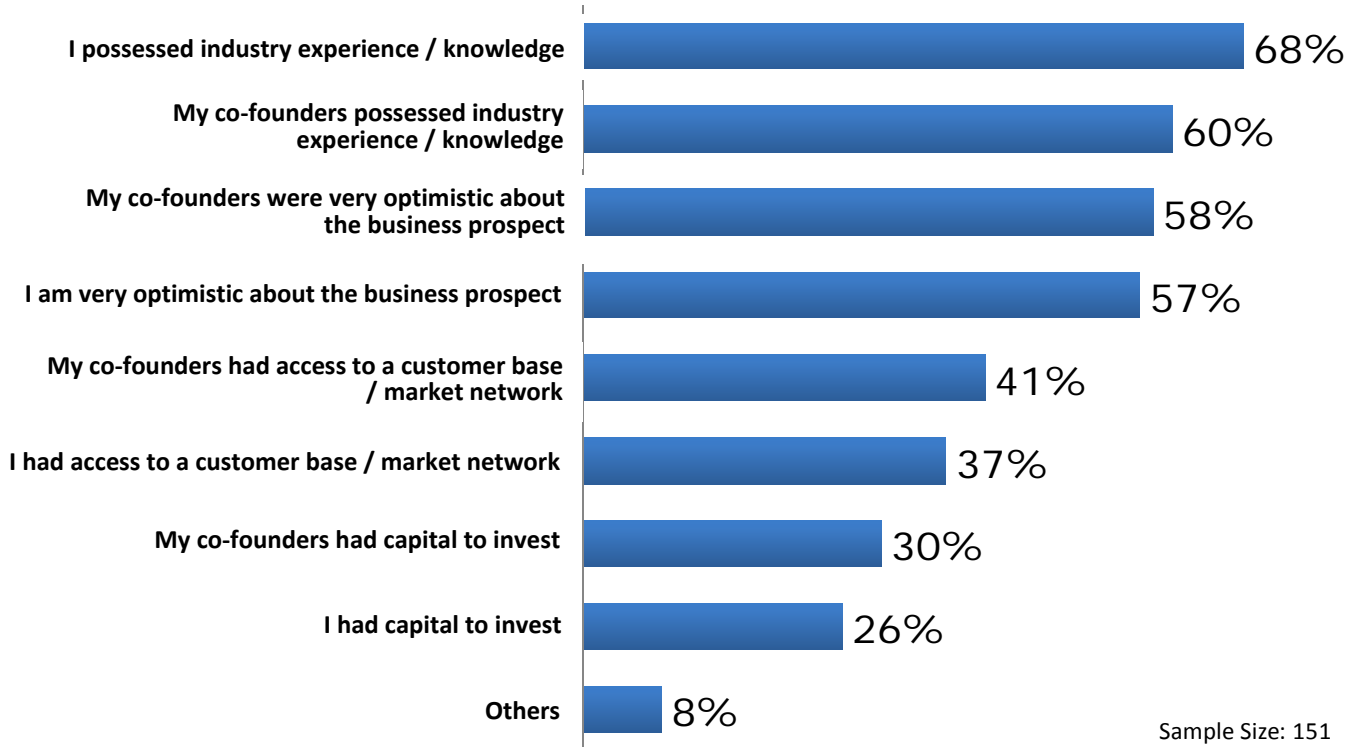 I possessed industry experience / knowledge
68%
My co-founders possessed industry
experience / knowledge
60%
My co-founders were very optimistic about
the business prospect
58%
I am very optimistic about the business prospect
57%
My co-founders had access to a customer base
/ market network
41%
I had access to a customer base / market network
37%
My co-founders had capital to invest
30%
I had capital to invest
26%
Others
8%
Sample Size: 151